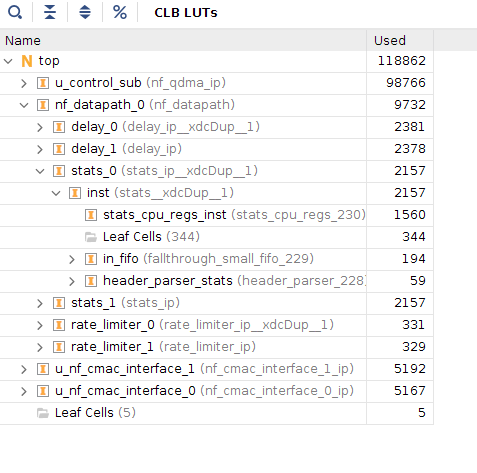 CLB LUTs
Name Used
top 118862
u_control_sub (nf_qdma_ip) 98766
nf_datapath_0 (nf_datapath) 9732
delay_0 (delay_ip__xdcDup__1) 2381
delay_1 (delay_ip) 2378
stats_0 (stats_ip__xdcDup__1) 2157
inst (stats__xdcDup__1) 2157
stats_cpu_regs_inst (stats_cpu_regs_230) 1560
Leaf Cells (344) 344
in_fifo (fallthrough_small_fifo_229) 194
header_parser_stats (header_parser_228) 59
stats_1 (stats_ip) 2157
rate_limiter_0 (rate_limiter_ip__xdcDup__1) 331
rate_limiter_1 (rate_limiter_ip) 329
u_nf_cmac_interface_1 (nf_cmac_interface_1_ip) 5192
u_nf_cmac_interface_0 (nf_cmac_interface_0_ip) 5167
Leaf Cells (5) 5